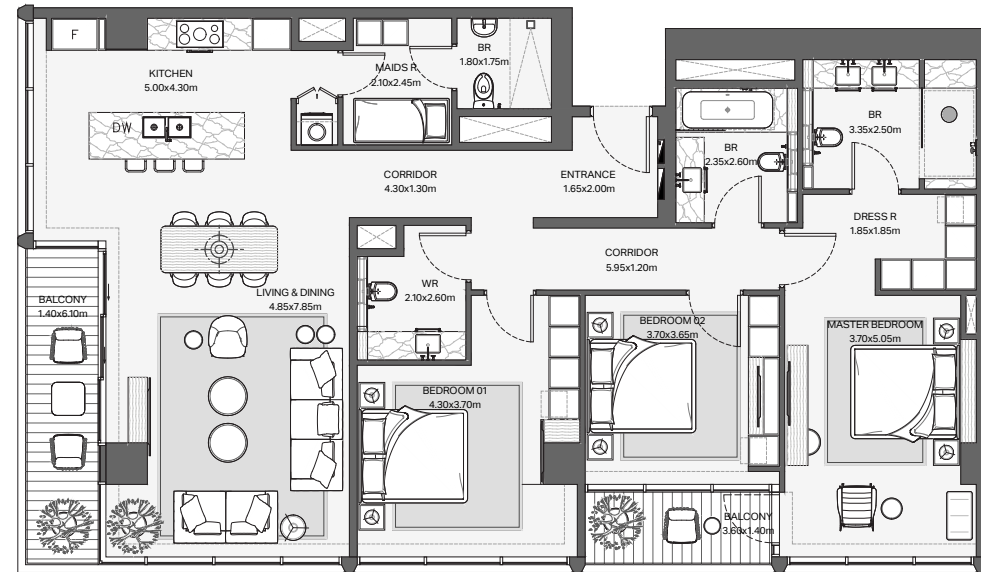 F
KITCHEN
5.00x4.30m
MAIDS R
2.10x2.45m
BR
1.80x1.75m
DW
CORRIDOR
4.30x1.30m
ENTRANCE
1.65x2.00m
BR
2.35x2.60m
BR
3.35x2.50m
DRESS R
1.85x1.85m
CORRIDOR
5.95x1.20m
WR
2.10x2.60m
LIVING & DINING
4.85x7.85m
BALCONY
1.40x6.10m
BEDROOM 02
3.70x3.65m
MASTER BEDROOM
3.70x5.05m
BEDROOM 01
4.30x3.70m
BALCONY
3.60x1.40m